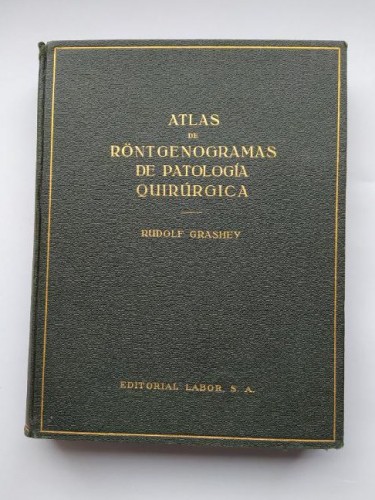 ATLAS
DE
RÖNTGENOGRAMAS
DE PATOLOGÍA
QUIRÚRGICA
RUDOLF GRASHEY
EDITORIAL LABOR, S. A.